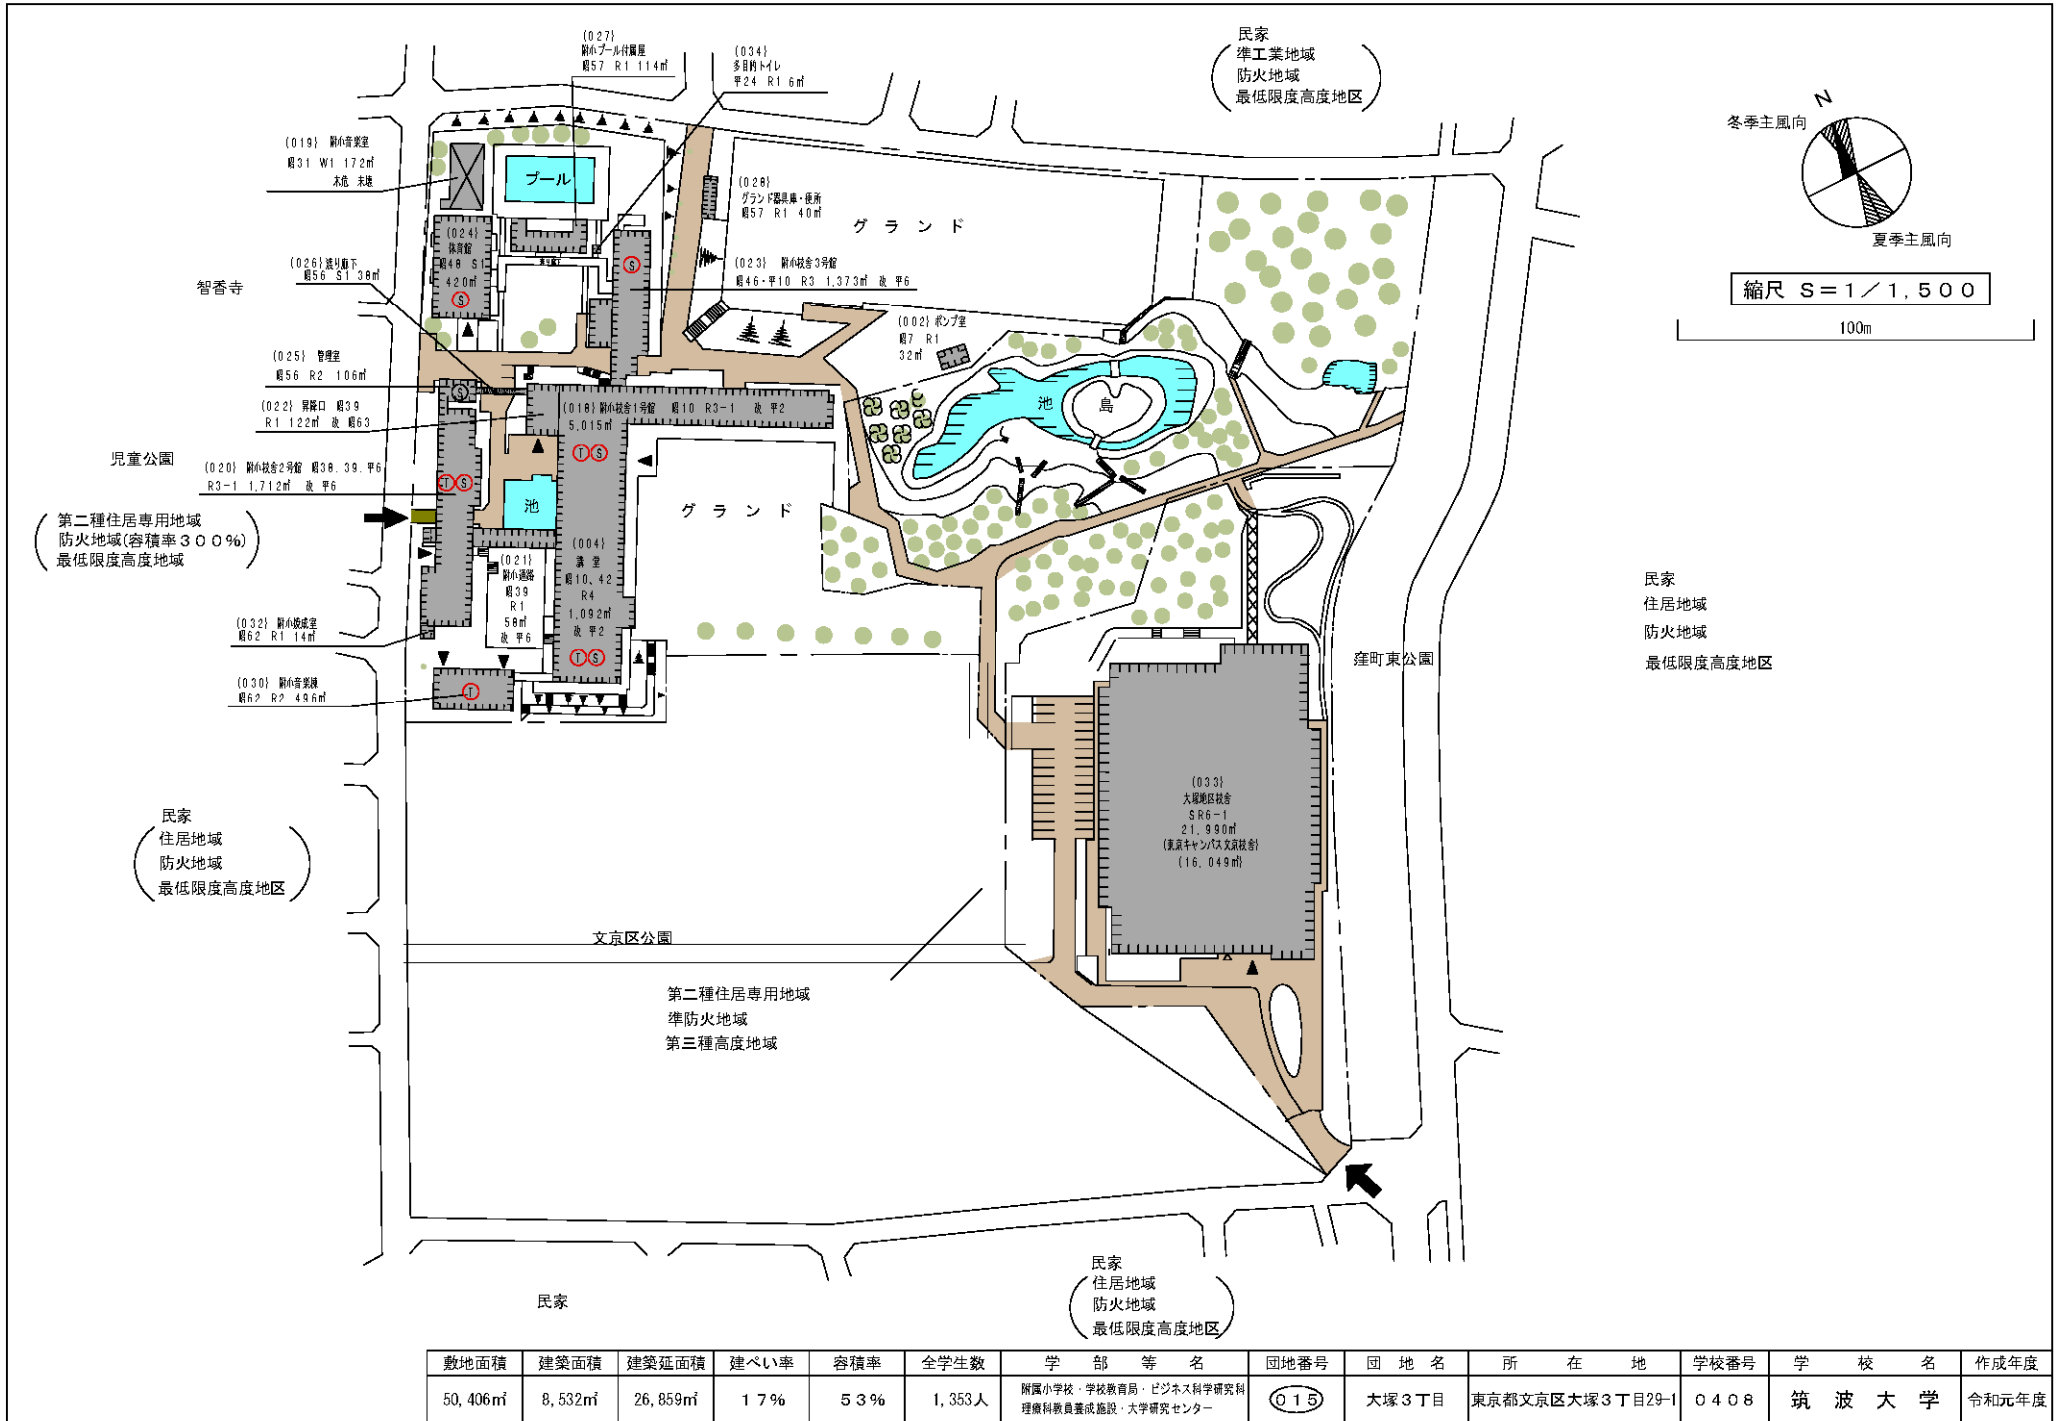 (027)
附小プール付属屋
昭57 R1 114㎡
(034)
多目的トイレ
平24 R1 6㎡
民家
準工業地域
防火地域
最低限度高度地区
N
冬季主風向
夏季主風向
縮尺 S＝1／1,500
100m
(019) 附小音楽室
昭31 W1 172㎡
木危 未壊
プール
(028)
グランド器具庫・便所
昭57 R1 40㎡
グランド
(024)
体育館
昭48 S1
420㎡
S
(026) 渡り廊下
昭56 S1 38㎡
渡り廊下
智香寺
S
(023) 附小校舎3号館
昭46・平10 R3 1,373㎡ 改 平6
(002) ポンプ室
昭7 R1
32㎡
(025) 管理室
昭56 R2 106㎡
S
(022) 昇降口 昭39
R1 122㎡ 改 昭63
(018) 附小校舎1号館 昭10 R3-1 改 平2
5,015㎡
T S
池
島
児童公園
(020) 附小校舎2号館 昭38.39.平6
R3-1 1,712㎡ 改 平6
T S
池
グランド
第二種住居専用地域
防火地域(容積率300%)
最低限度高度地域
(021)
附小通路
昭39
R1
58㎡
改 平6
(004)
講堂
昭10、42
R4
1,092㎡
改 平2
T S
(032) 附小焼成室
昭62 R1 14㎡
(030) 附小音楽棟
昭62 R2 496㎡
T
民家
住居地域
防火地域
最低限度高度地区
窪町東公園
(033)
大塚地区校舎
SR6-1
21,990㎡
(東京キャンパス文京校舎)
(16,049㎡)
民家
住居地域
防火地域
最低限度高度地区
文京区公園
第二種住居専用地域
準防火地域
第三種高度地域
民家
民家
住居地域
防火地域
最低限度高度地区
敷地面積 建築面積 建築延面積 建ぺい率 容積率 全学生数 学部等名 団地番号 団地名 所在地 学校番号 学校名 作成年度
50,406㎡ 8,532㎡ 26,859㎡ 17% 53% 1,353人 附属小学校・学校教育局・ビジネス科学研究科 理療科教員養成施設・大学研究センター 015 大塚3丁目 東京都文京区大塚3丁目29-1 0408 筑波大学 令和元年度